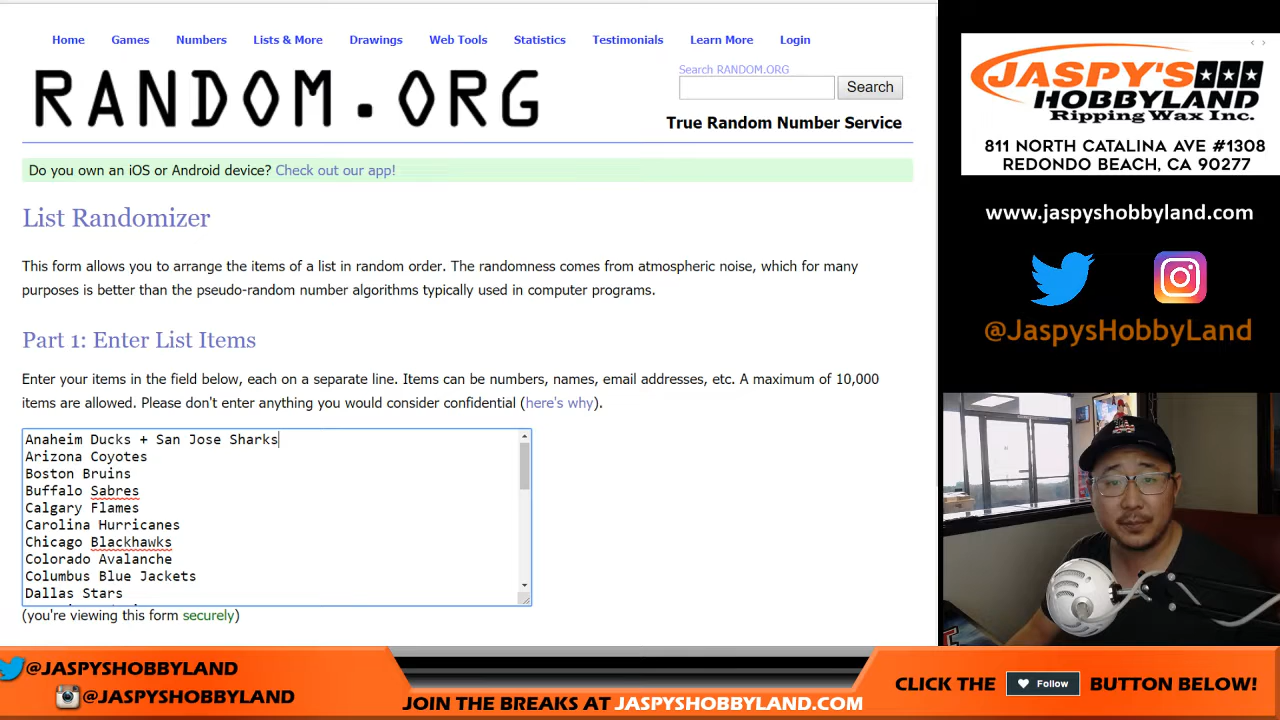 Home Games Numbers Lists & More Drawings Web Tools Statistics Testimonials Learn More Login
RANDOM.ORG
Search RANDOM.ORG
Search
True Random Number Service
Do you own an iOS or Android device? Check out our app!
List Randomizer
This form allows you to arrange the items of a list in random order. The randomness comes from atmospheric noise, which for many
purposes is better than the pseudo-random number algorithms typically used in computer programs.
Part 1: Enter List Items
Enter your items in the field below, each on a separate line. Items can be numbers, names, email addresses, etc. A maximum of 10,000
items are allowed. Please don't enter anything you would consider confidential (here's why).
Anaheim Ducks + San Jose Sharks
Arizona Coyotes
Boston Bruins
Buffalo Sabres
Calgary Flames
Carolina Hurricanes
Chicago Blackhawks
Colorado Avalanche
Columbus Blue Jackets
Dallas Stars
(you're viewing this form securely)
JASPY'S
HOBBYLAND
Ripping Wax Inc.
811 NORTH CATALINA AVE #1308
REDONDO BEACH, CA 90277
www.jaspyshobbyland.com
@JaspysHobbyLand
@JASPYSHOBBYLAND
@JASPYSHOBBYLAND
JOIN THE BREAKS AT JASPYSHOBBYLAND.COM
CLICK THE Follow BUTTON BELOW!